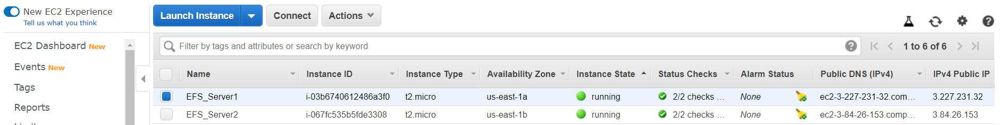 New EC2 Experience
Tell us what you think
Launch Instance Connect Actions
EC2 Dashboard New
Events New
Tags
Reports
Filter by tags and attributes or search by keyword
1 to 6 of 6
Name Instance ID Instance Type Availability Zone Instance State Status Checks Alarm Status Public DNS (IPv4) IPv4 Public IP
EFS_Server1 i-03b6740612486a3f0 t2.micro us-east-1a running 2/2 checks ... None ec2-3-227-231-32.com... 3.227.231.32
EFS_Server2 i-067fc535b5fde3308 t2.micro us-east-1b running 2/2 checks ... None ec2-3-84-26-153.comp... 3.84.26.153